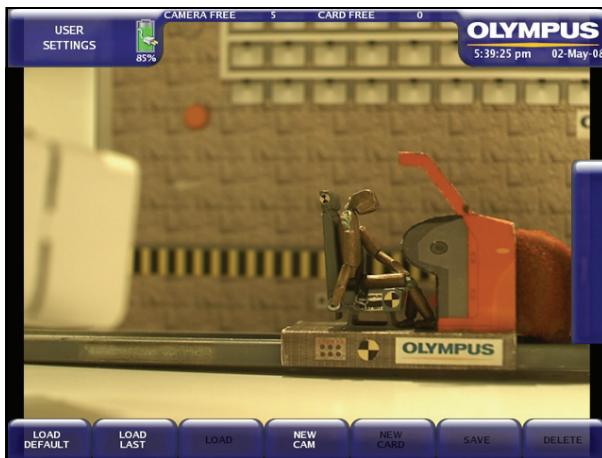 CAMERA FREE 5 CARD FREE 0
USER
SETTINGS
85%
OLYMPUS
5:39:25 pm 02-May-08
OLYMPUS
LOAD
DEFAULT
LOAD
LAST
LOAD
NEW
CAM
NEW
CARD
SAVE
DELETE